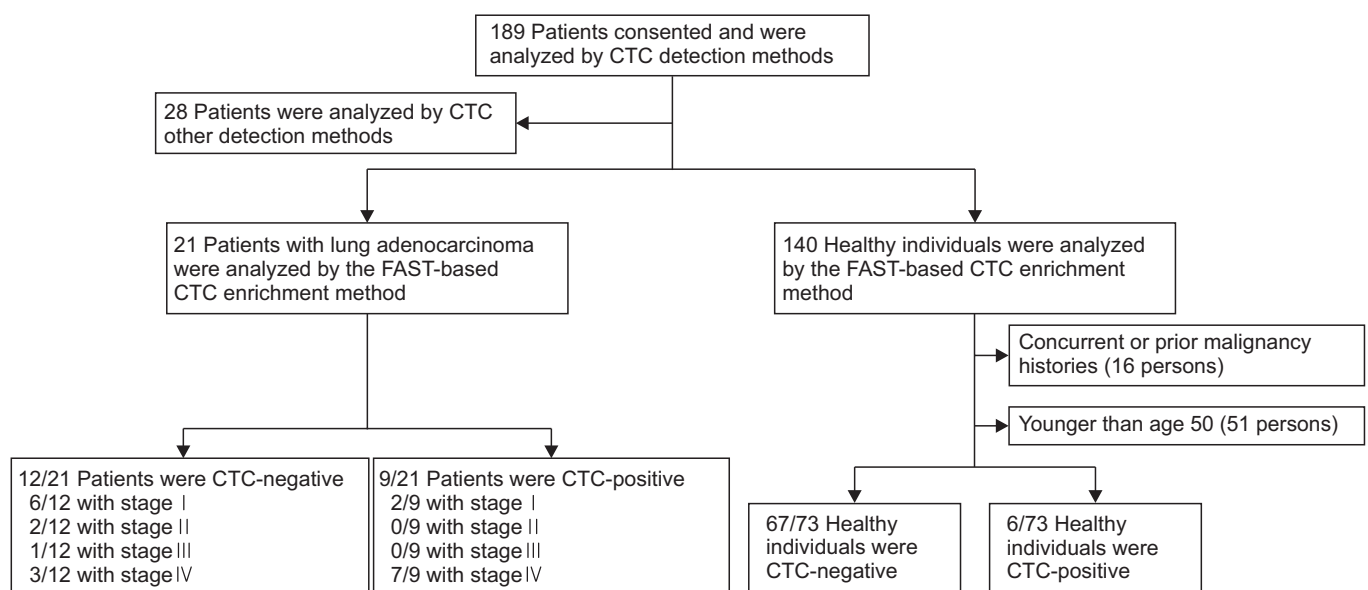 189 Patients consented and were
analyzed by CTC detection methods
28 Patients were analyzed by CTC
other detection methods
21 Patients with lung adenocarcinoma
were analyzed by the FAST-based
CTC enrichment method
140 Healthy individuals were analyzed
by the FAST-based CTC enrichment
method
Concurrent or prior malignancy
histories (16 persons)
Younger than age 50 (51 persons)
12/21 Patients were CTC-negative
6/12 with stage I
2/12 with stage II
1/12 with stage III
3/12 with stage IV
9/21 Patients were CTC-positive
2/9 with stage I
0/9 with stage II
0/9 with stage III
7/9 with stage IV
67/73 Healthy
individuals were
CTC-negative
6/73 Healthy
individuals were
CTC-positive